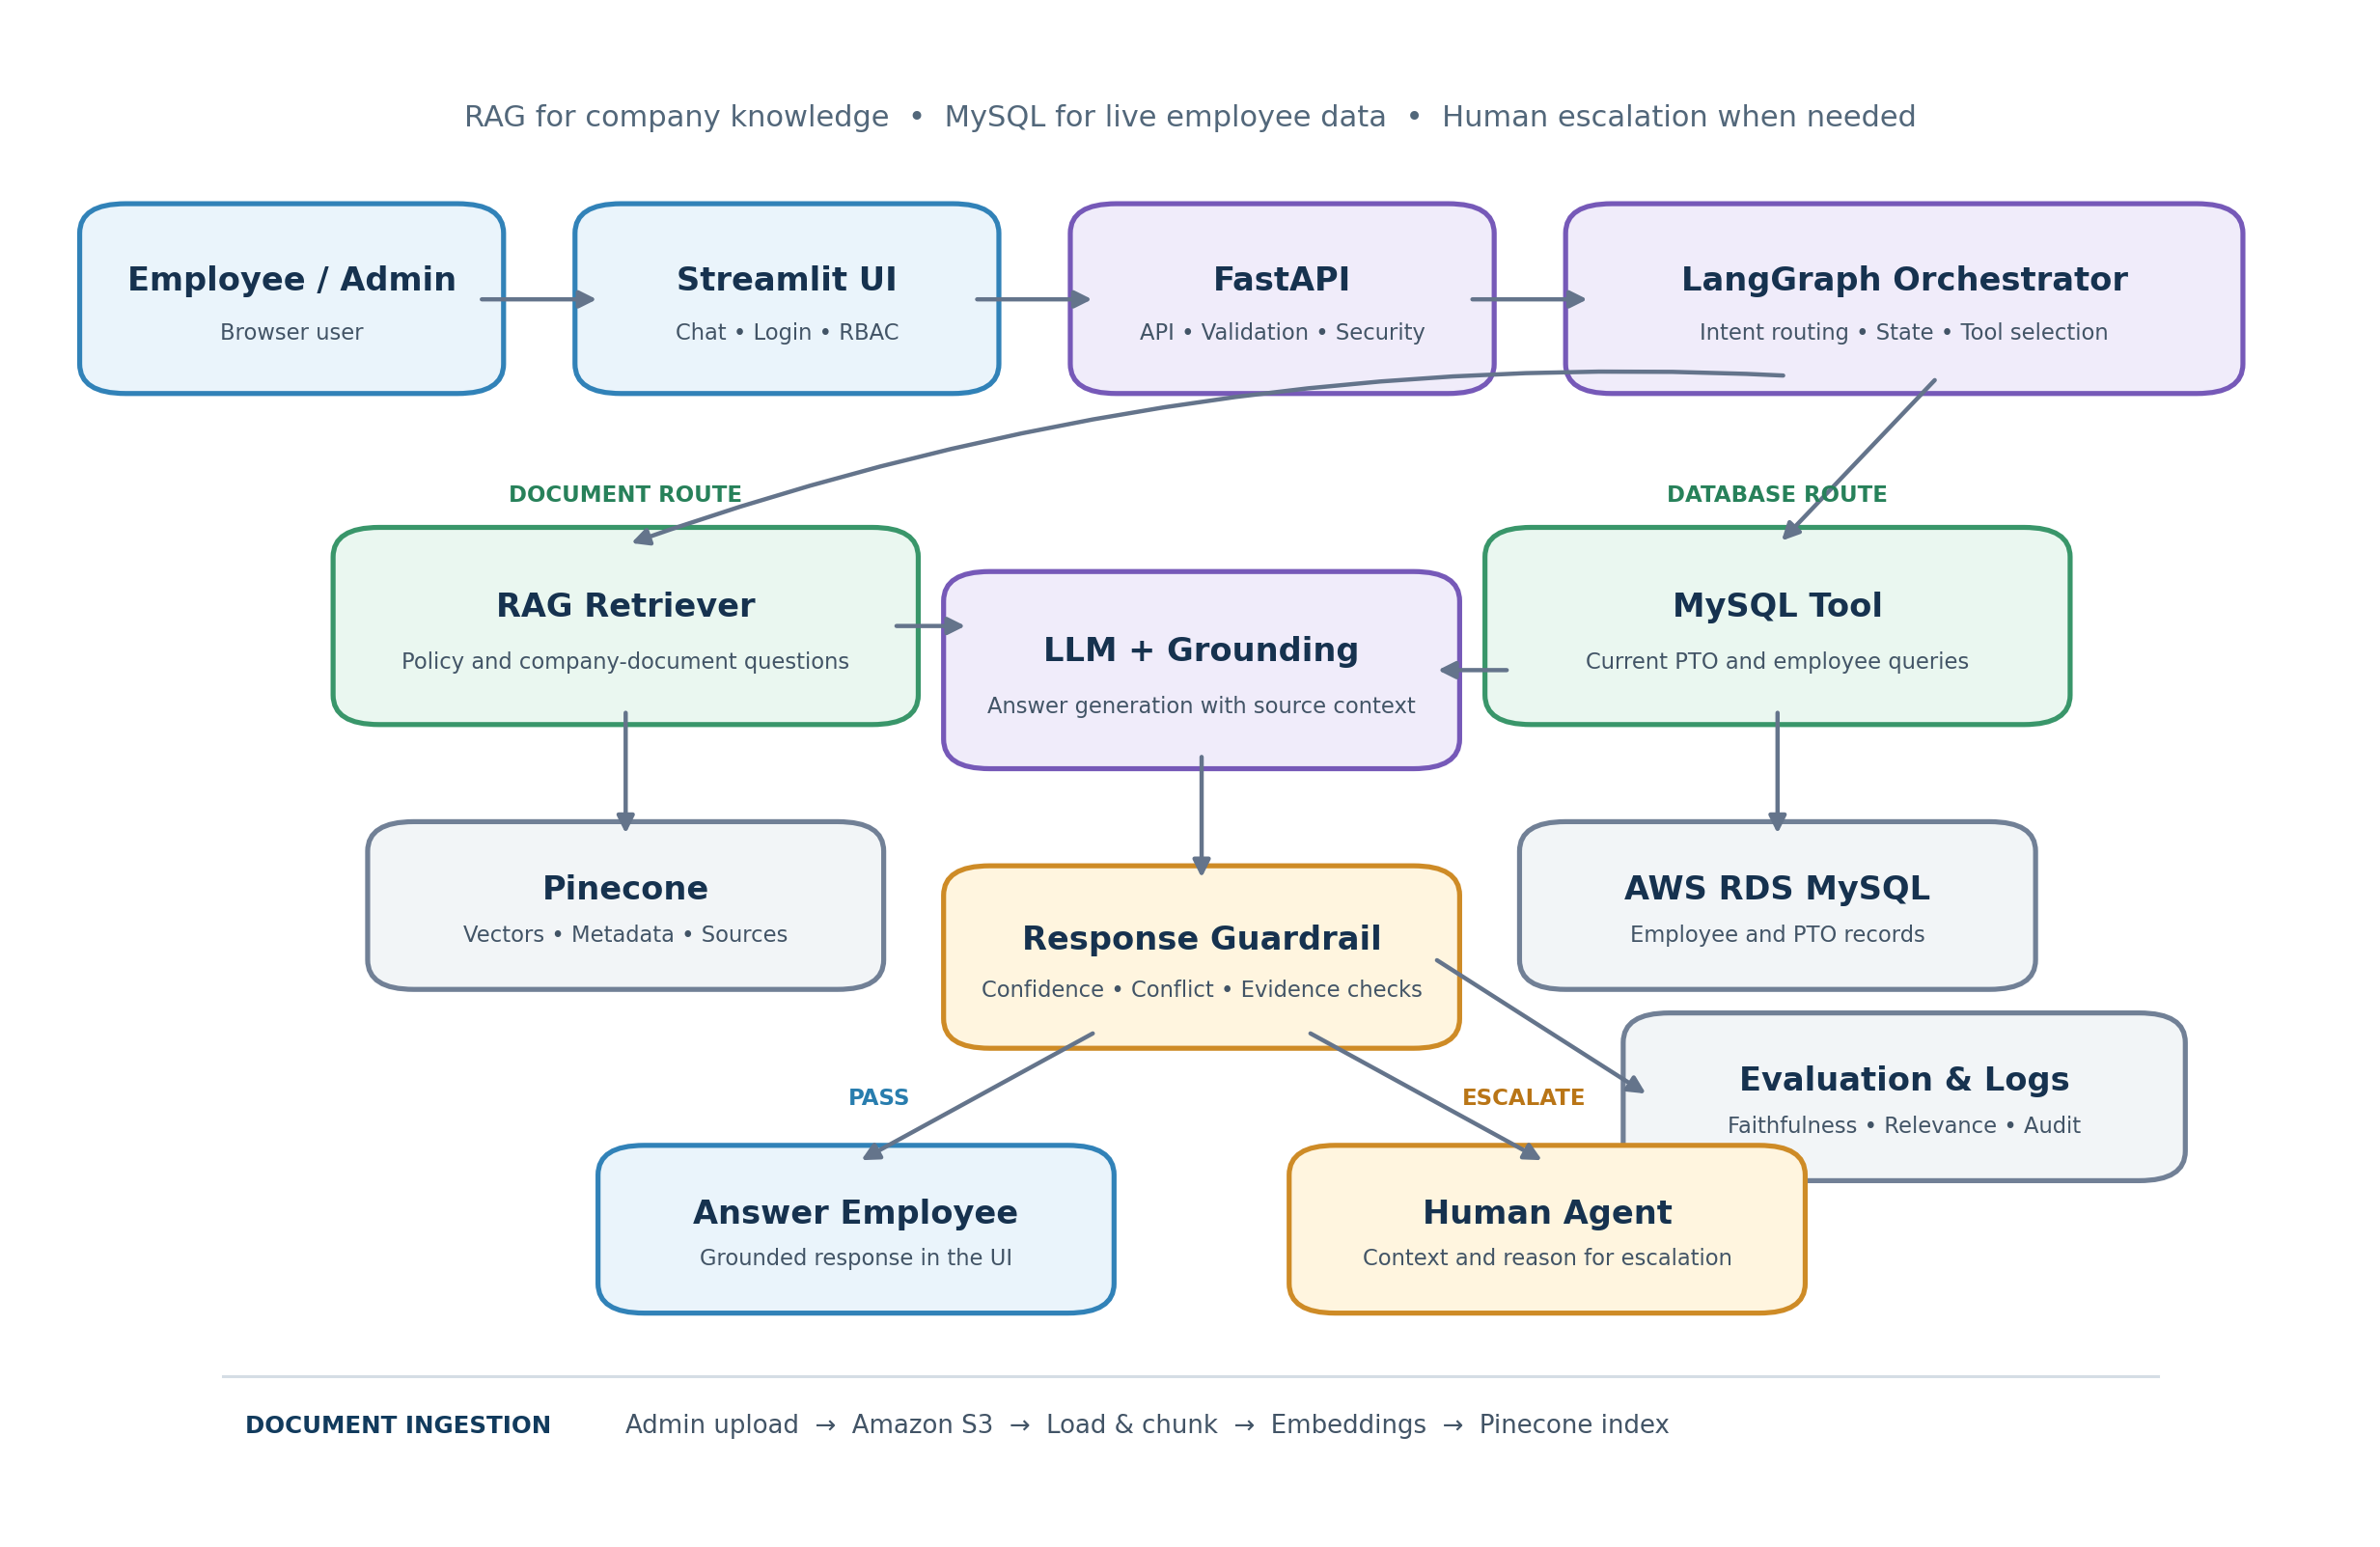 RAG for company knowledge • MySQL for live employee data • Human escalation when needed
Employee / Admin
Browser user
Streamlit UI
Chat • Login • RBAC
FastAPI
API • Validation • Security
LangGraph Orchestrator
Intent routing • State • Tool selection
DOCUMENT ROUTE
DATABASE ROUTE
RAG Retriever
Policy and company-document questions
LLM + Grounding
Answer generation with source context
MySQL Tool
Current PTO and employee queries
Pinecone
Vectors • Metadata • Sources
Response Guardrail
Confidence • Conflict • Evidence checks
AWS RDS MySQL
Employee and PTO records
PASS
ESCALATE
Evaluation & Logs
Faithfulness • Relevance • Audit
Answer Employee
Grounded response in the UI
Human Agent
Context and reason for escalation
DOCUMENT INGESTION Admin upload → Amazon S3 → Load & chunk → Embeddings → Pinecone index